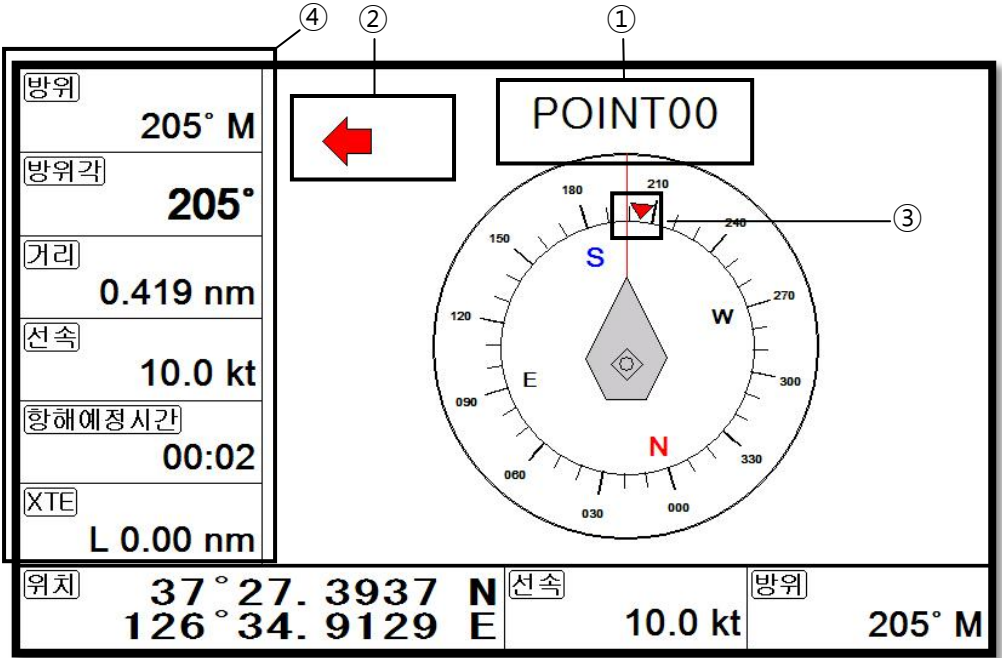 ④
②
①
방위
205° M
방위각
205°
거리
0.419 nm
선속
10.0 kt
항해예정시간
00:02
XTE
L 0.00 nm
POINT00
③
180
210
150
240
S
120
270
W
E
090
300
N
060
330
030
000
위치
37°27. 3937 N
126°34. 9129 E
선속
10.0 kt
방위
205° M